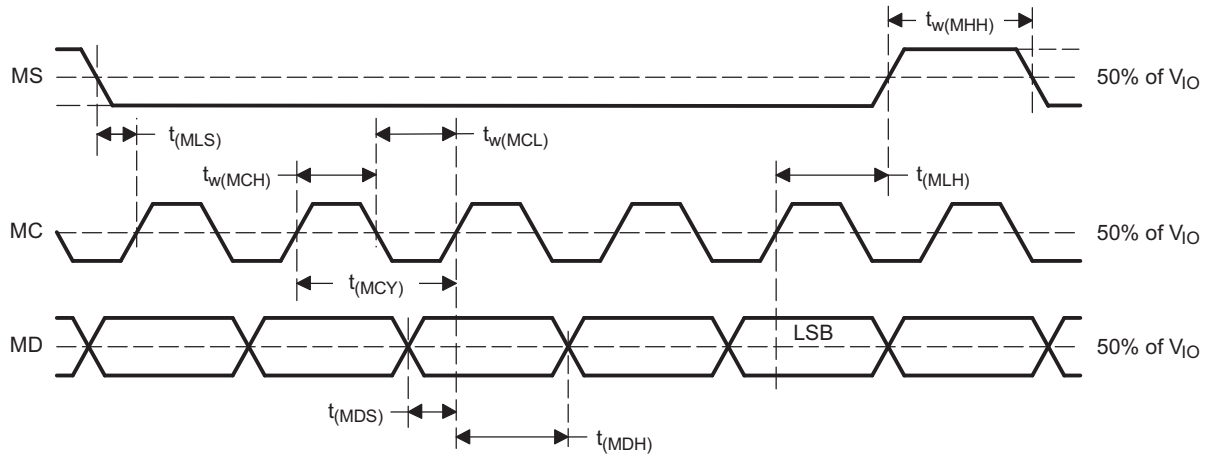 t_w(MHH)
MS
50% of V_IO
t_(MLS)
t_w(MCL)
t_w(MCH)
t_(MLH)
MC
50% of V_IO
t_(MCY)
LSB
MD
50% of V_IO
t_(MDS)
t_(MDH)